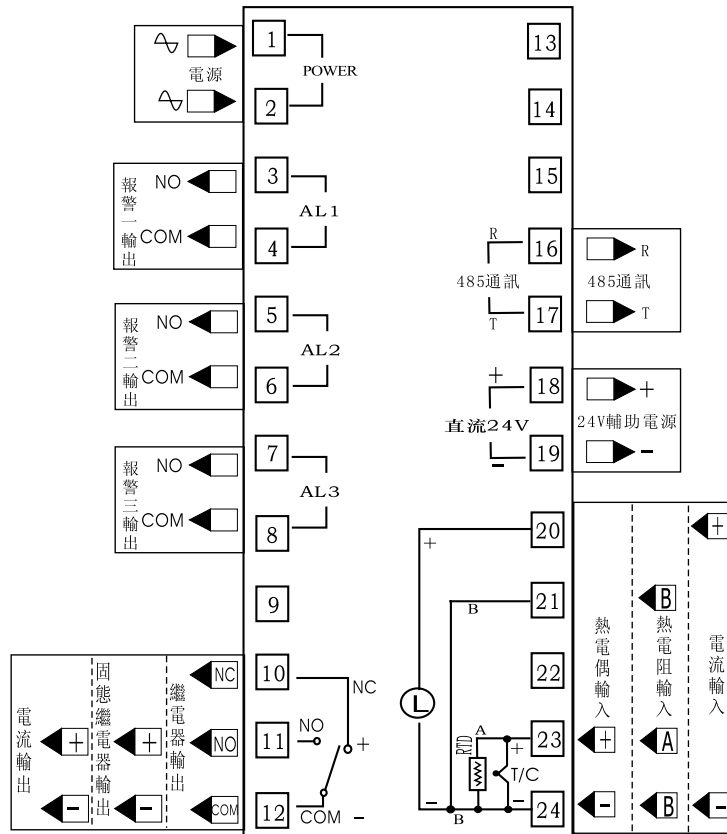 電源
1
2
POWER
報警一輸出
NO
COM
3
4
AL1
報警二輸出
NO
COM
5
6
AL2
報警三輸出
NO
COM
7
8
AL3
9
電流輸出
+
-
固態繼電器輸出
+
-
繼電器輸出
NC
NO
COM
10
11
12
NC
NO
+
COM -
13
14
15
16
17
R
485通訊
T
R
485通訊
T
18
19
+
直流24V
-
+
24V輔助電源
-
20
21
22
23
24
+
B
L
RTD
A
+
T/C
-
B
-
熱電偶輸入
+
-
熱電阻輸入
B
A
B
電流輸入
+
-